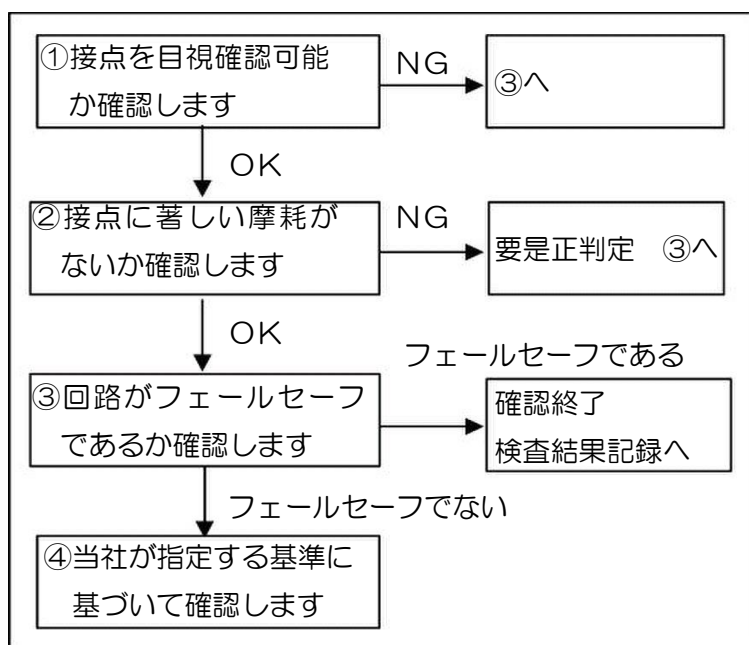 ①接点を目視確認可能
か確認します
NG
③へ
OK
②接点に著しい摩耗が
ないか確認します
NG
要是正判定　③へ
OK
フェールセーフである
③回路がフェールセーフ
であるか確認します
確認終了
検査結果記録へ
フェールセーフでない
④当社が指定する基準に
基づいて確認します